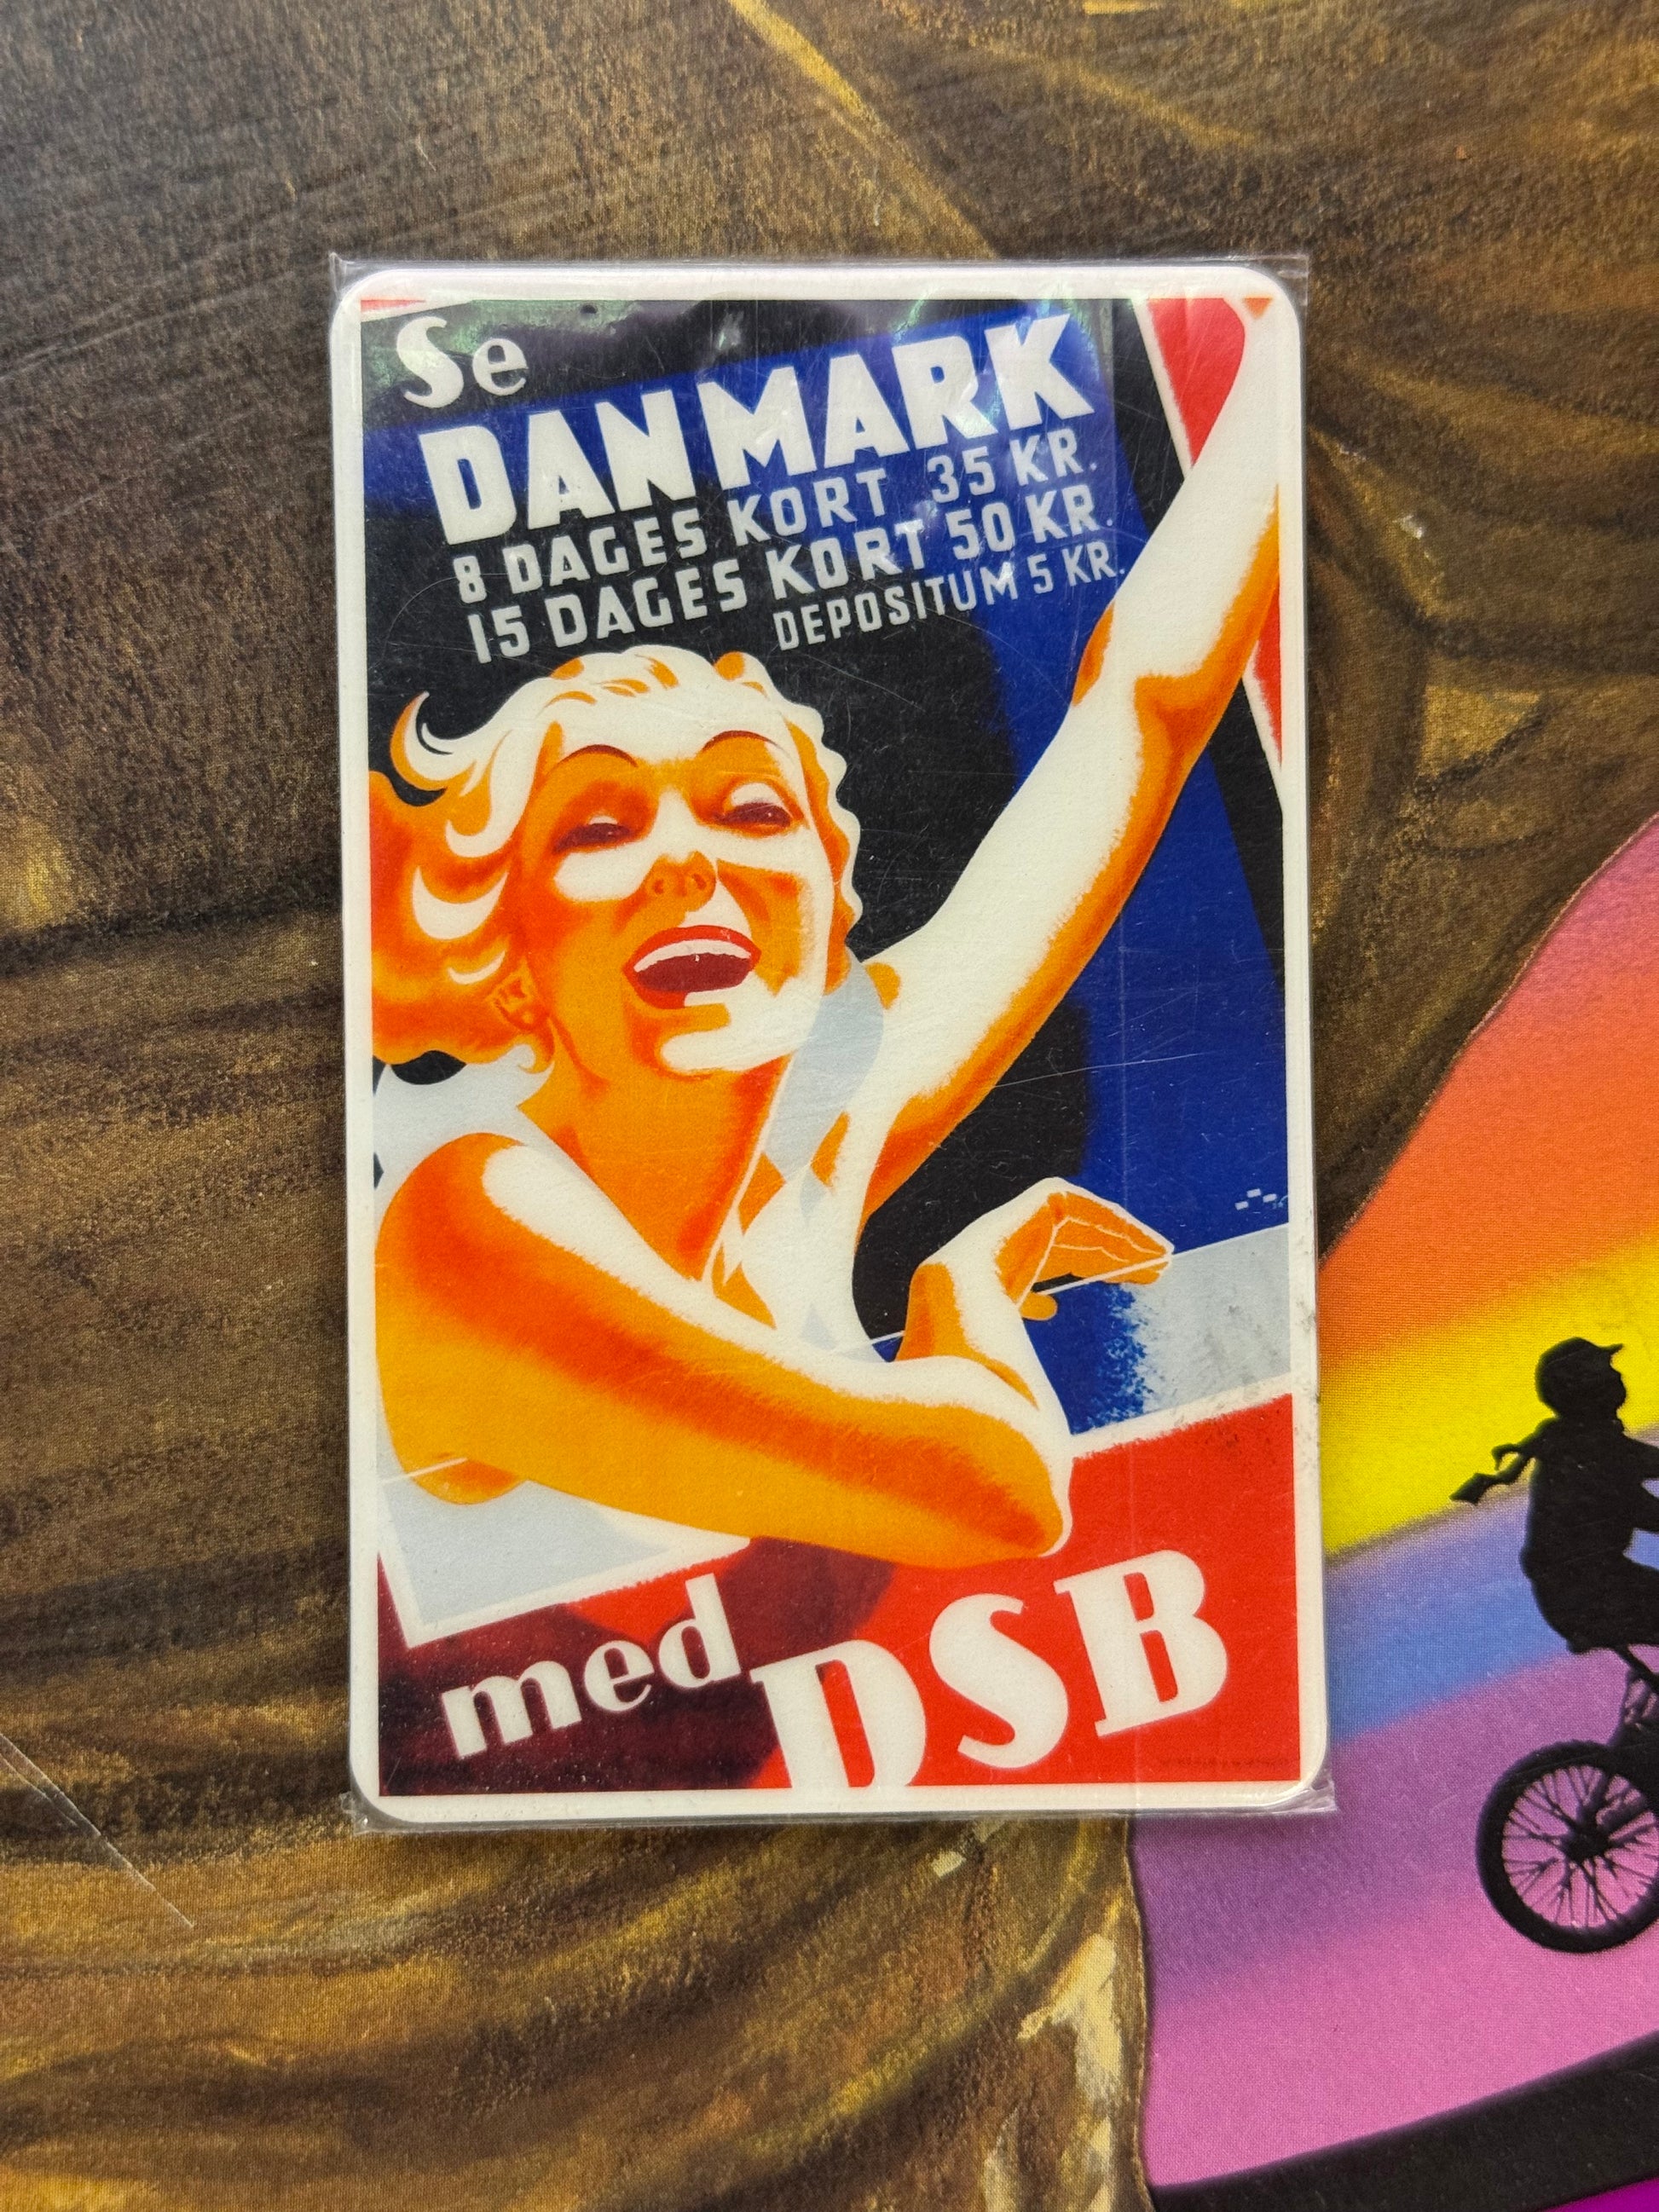 Se
DANMARK
8 DAGES KORT 35 KR.
15 DAGES KORT 50 KR.
DEPOSITUM 5 KR.
med DSB